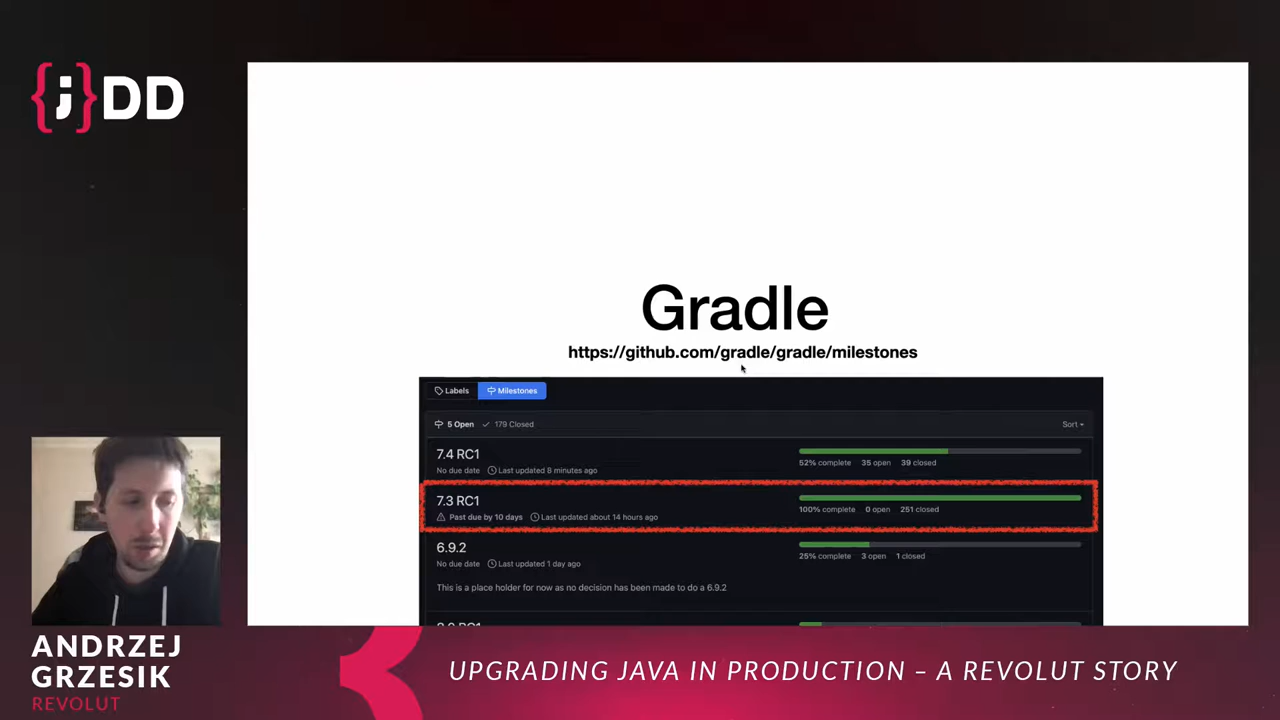 {;}DD
Gradle
https://github.com/gradle/gradle/milestones
Labels Milestones
5 Open 179 Closed Sort
7.4 RC1
No due date Last updated 8 minutes ago
52% complete 35 open 39 closed
7.3 RC1
Past due by 10 days Last updated about 14 hours ago
100% complete 0 open 251 closed
6.9.2
No due date Last updated 1 day ago
25% complete 3 open 1 closed
This is a place holder for now as no decision has been made to do a 6.9.2
ANDRZEJ
GRZESIK
REVOLUT
UPGRADING JAVA IN PRODUCTION – A REVOLUT STORY